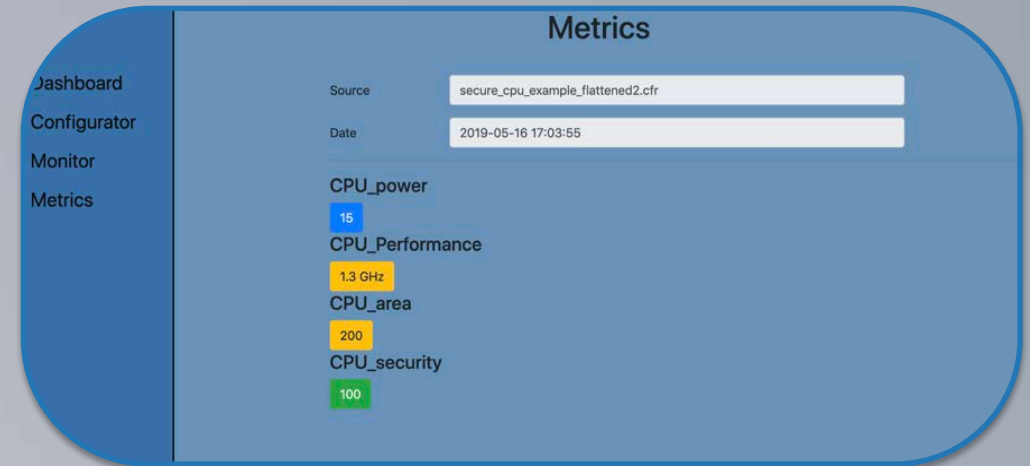 Metrics
Dashboard
Configurator
Monitor
Metrics
Source
secure_cpu_example_flattened2.cfr
Date
2019-05-16 17:03:55
CPU_power
15
CPU_Performance
1.3 GHz
CPU_area
200
CPU_security
100